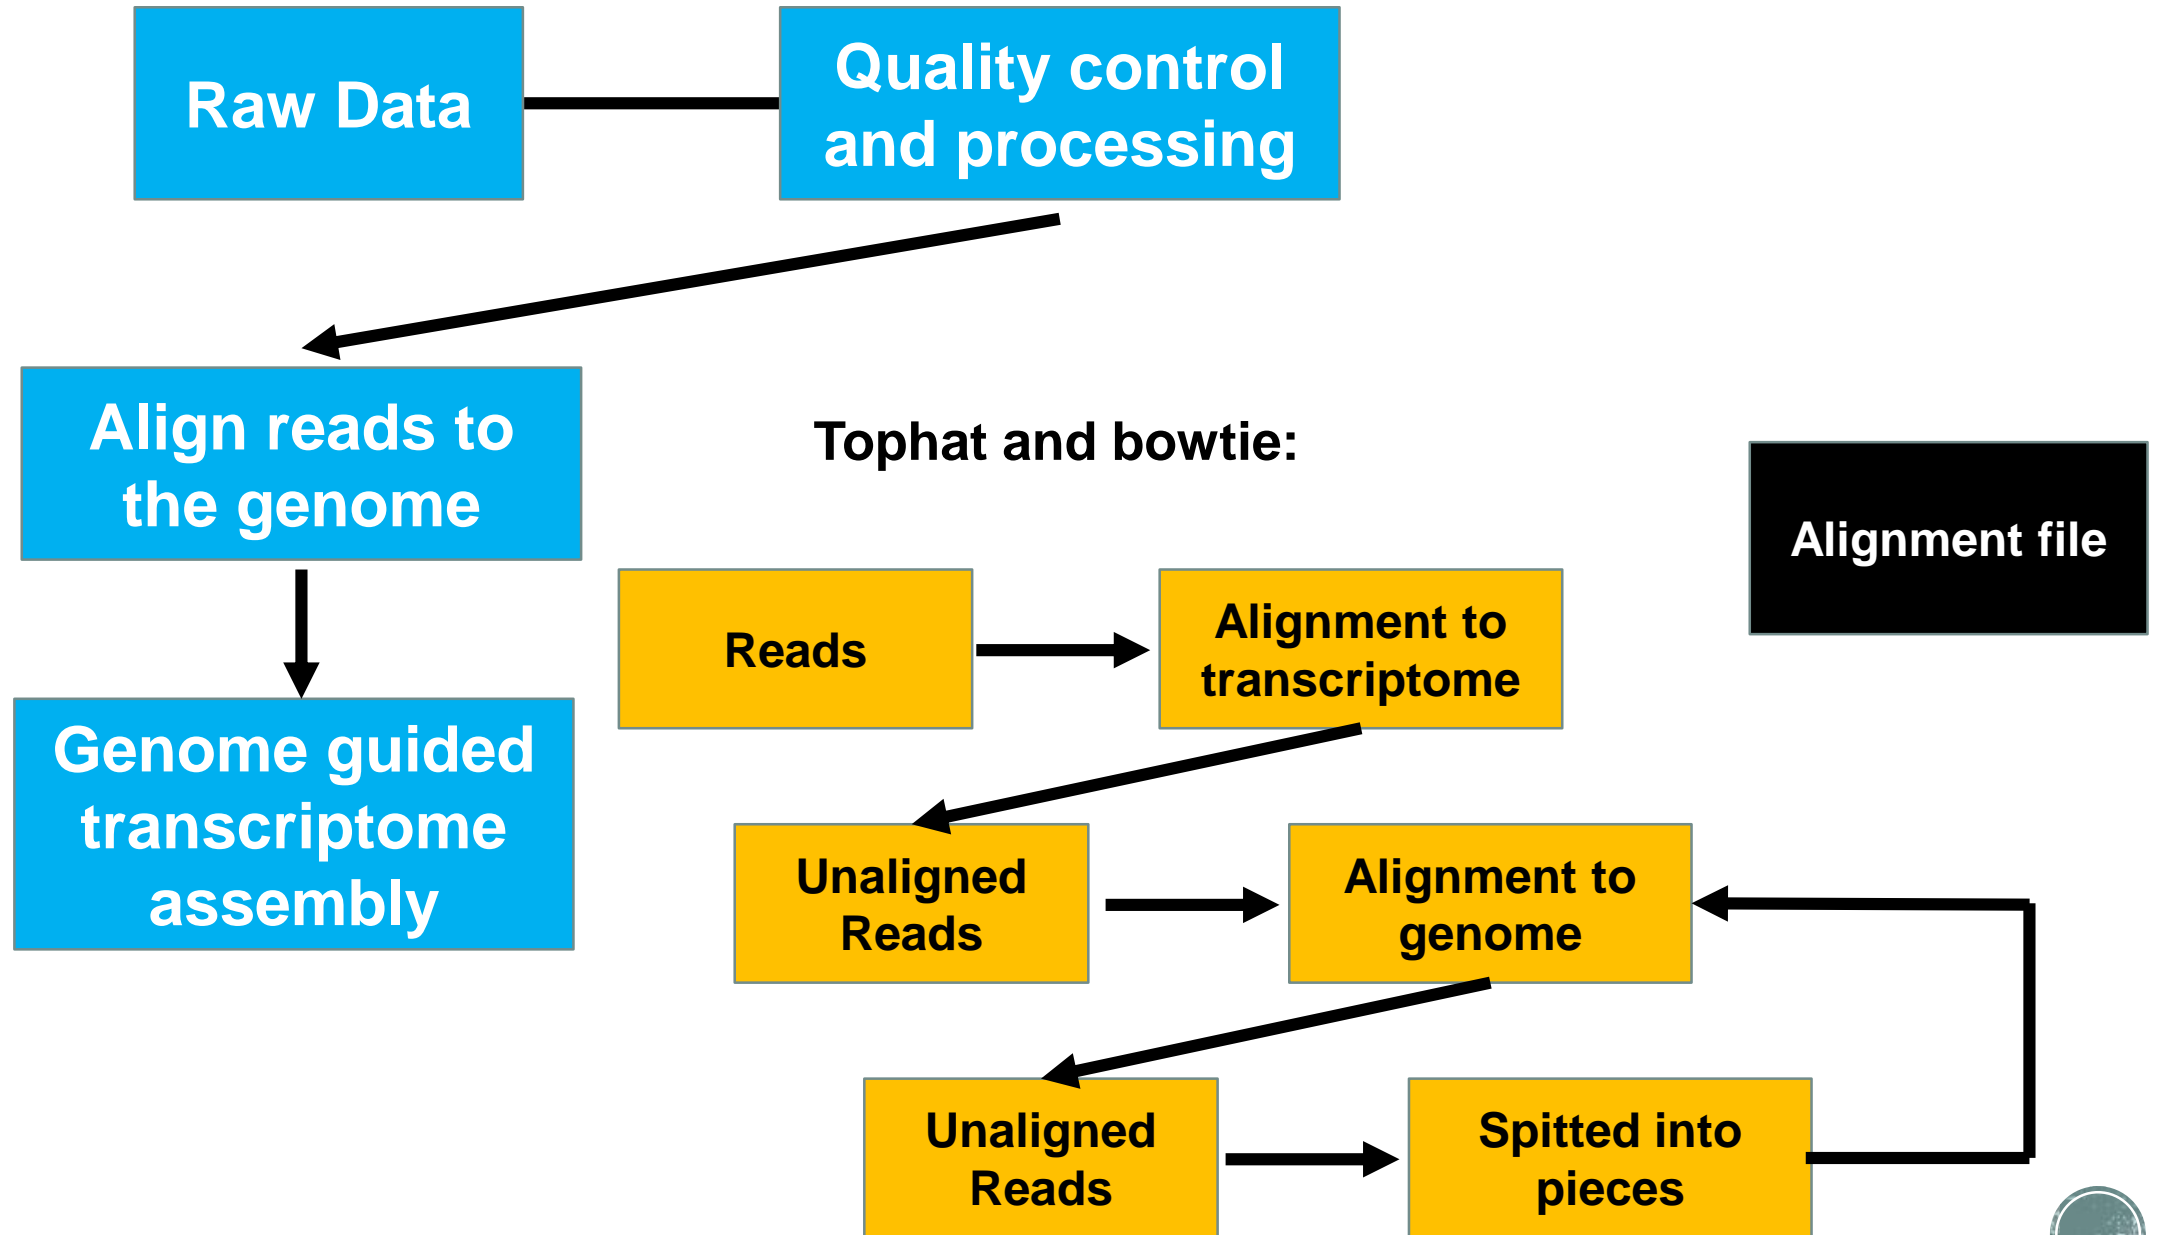 Raw Data
Quality control
and processing
Align reads to
the genome
Tophat and bowtie:
Alignment file
Reads
Alignment to
transcriptome
Genome guided
transcriptome
assembly
Unaligned
Reads
Alignment to
genome
Unaligned
Reads
Spitted into
pieces